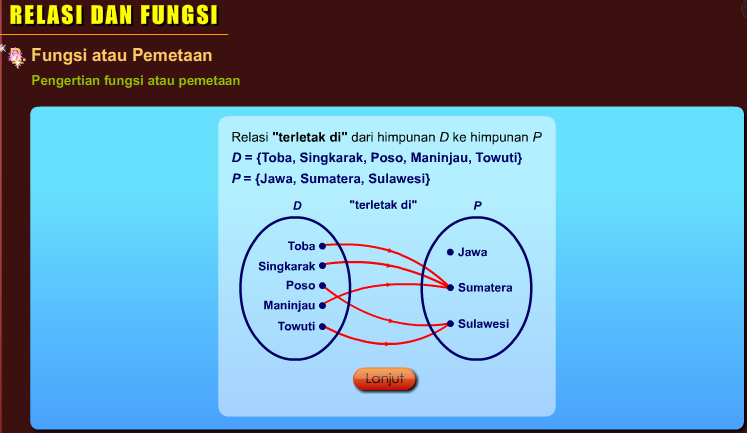 RELASI DAN FUNGSI
Fungsi atau Pemetaan
Pengertian fungsi atau pemetaan
Relasi "terletak di" dari himpunan D ke himpunan P
D = {Toba, Singkarak, Poso, Maninjau, Towuti}
P = {Jawa, Sumatera, Sulawesi}
D "terletak di" P
Toba
Singkarak
Poso
Maninjau
Towuti
Jawa
Sumatera
Sulawesi
Lanjut